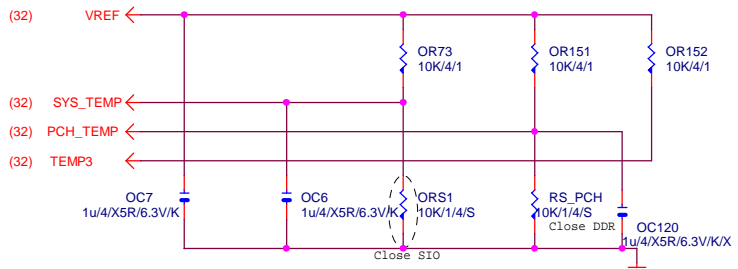 (32) VREF
OR73
10K/4/1
OR151
10K/4/1
OR152
10K/4/1
(32) SYS_TEMP
(32) PCH_TEMP
(32) TEMP3
OC7
1u/4/X5R/6.3V/K
OC6
1u/4/X5R/6.3V/K
ORS1
10K/1/4/S
RS_PCH
10K/1/4/S
Close DDR
OC120
1u/4/X5R/6.3V/K/X
Close SIO